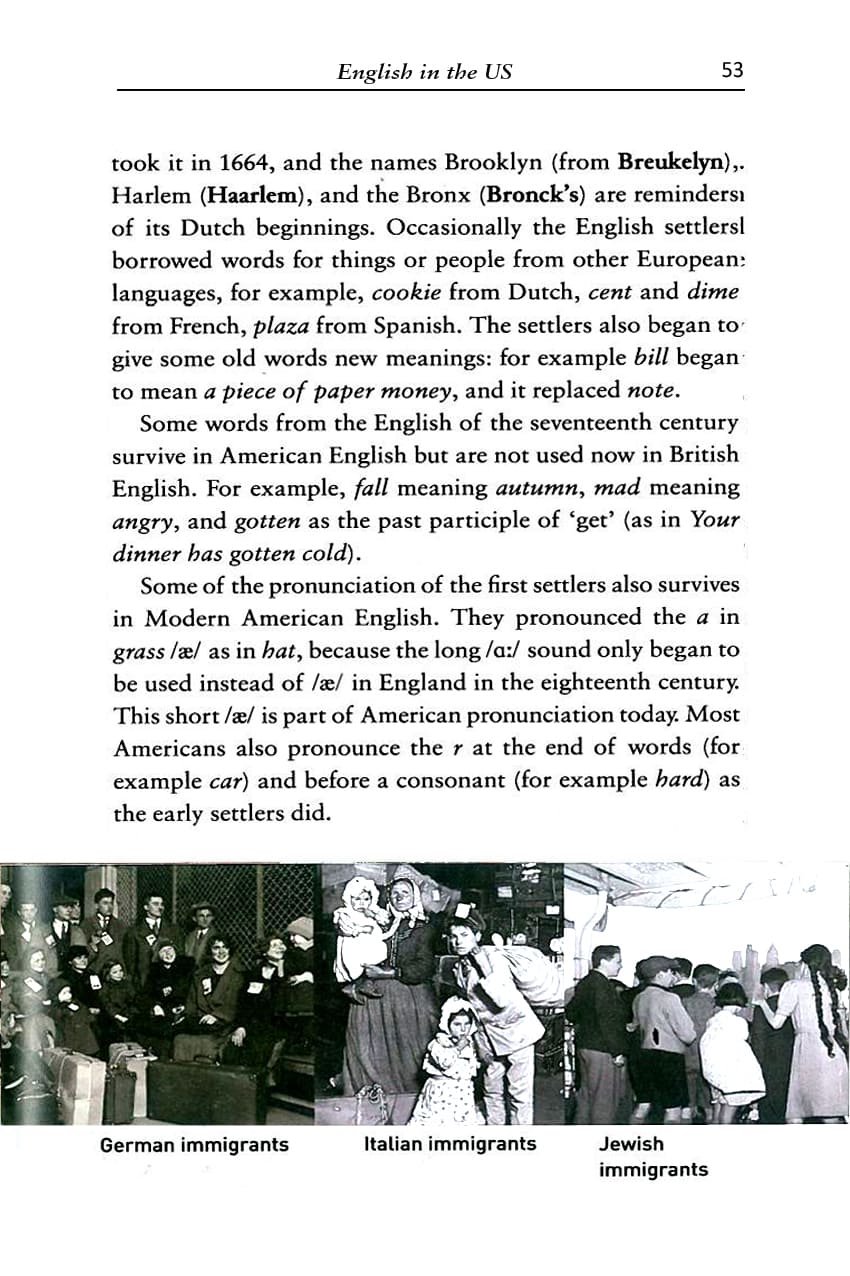 English in the US 53
took it in 1664, and the names Brooklyn (from Breukelyn),.
Harlem (Haarlem), and the Bronx (Bronck's) are reminders
of its Dutch beginnings. Occasionally the English settlers
borrowed words for things or people from other European
languages, for example, cookie from Dutch, cent and dime
from French, plaza from Spanish. The settlers also began to
give some old words new meanings: for example bill began
to mean a piece of paper money, and it replaced note.
Some words from the English of the seventeenth century
survive in American English but are not used now in British
English. For example, fall meaning autumn, mad meaning
angry, and gotten as the past participle of ‘get’ (as in Your
dinner has gotten cold).
Some of the pronunciation of the first settlers also survives
in Modern American English. They pronounced the a in
grass /æ/ as in hat, because the long /ɑ:/ sound only began to
be used instead of /æ/ in England in the eighteenth century.
This short /æ/ is part of American pronunciation today. Most
Americans also pronounce the r at the end of words (for
example car) and before a consonant (for example hard) as
the early settlers did.
German immigrants
Italian immigrants
Jewish
immigrants